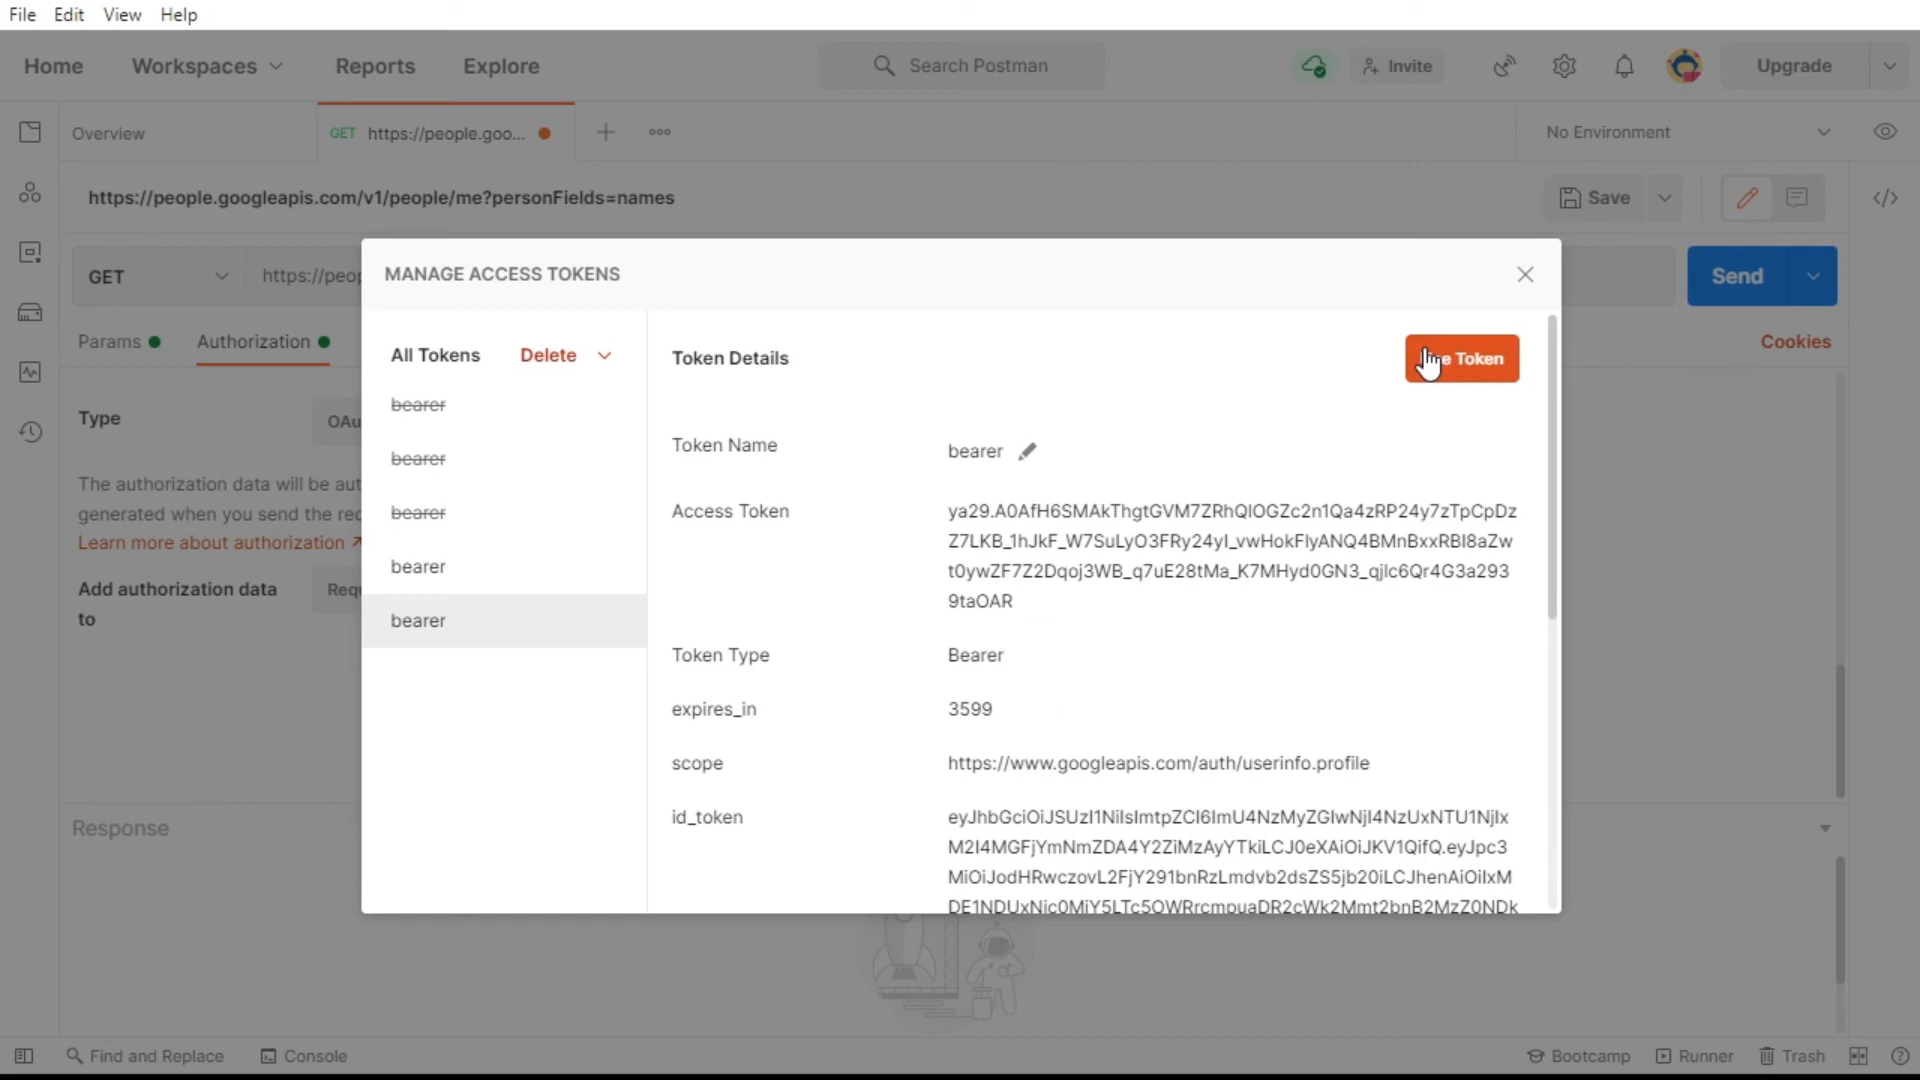 File Edit View Help
Home Workspaces Reports Explore Search Postman Invite Upgrade
Overview GET https://people.goo... No Environment
https://people.googleapis.com/v1/people/me?personFields=names Save
GET https://peop Send
MANAGE ACCESS TOKENS
Params Authorization Cookies
All Tokens Delete Token Details Token
bearer
bearer
bearer
bearer
bearer
Type OAu
The authorization data will be aut
generated when you send the req
Learn more about authorization
Add authorization data Requ
to
Token Name bearer
Access Token ya29.A0AfH6SMAkThgtGVM7ZRhQIOGZc2n1Qa4zRP24y7zTpCpDz
Z7LKB_1hJkF_W7SuLyO3FRy24yI_vwHokFlyANQ4BMnBxxRBI8aZw
t0ywZF7Z2Dqoj3WB_q7uE28tMa_K7MHyd0GN3_qjlc6Qr4G3a293
9taOAR
Token Type Bearer
expires_in 3599
scope https://www.googleapis.com/auth/userinfo.profile
id_token eyJhbGciOiJSUzI1NiIsImtpZCI6ImU4NzMyZGIwNjI4NzUxNTU1NjIx
M2I4MGFjYmNmZDA4Y2ZiMzAyYTkiLCJ0eXAiOiJKV1QifQ.eyJpc3
MiOiJodHRwczovL2FjY291bnRzLmdvb2dsZS5jb20iLCJhenAiOiIxM
Response
Find and Replace Console Bootcamp Runner Trash